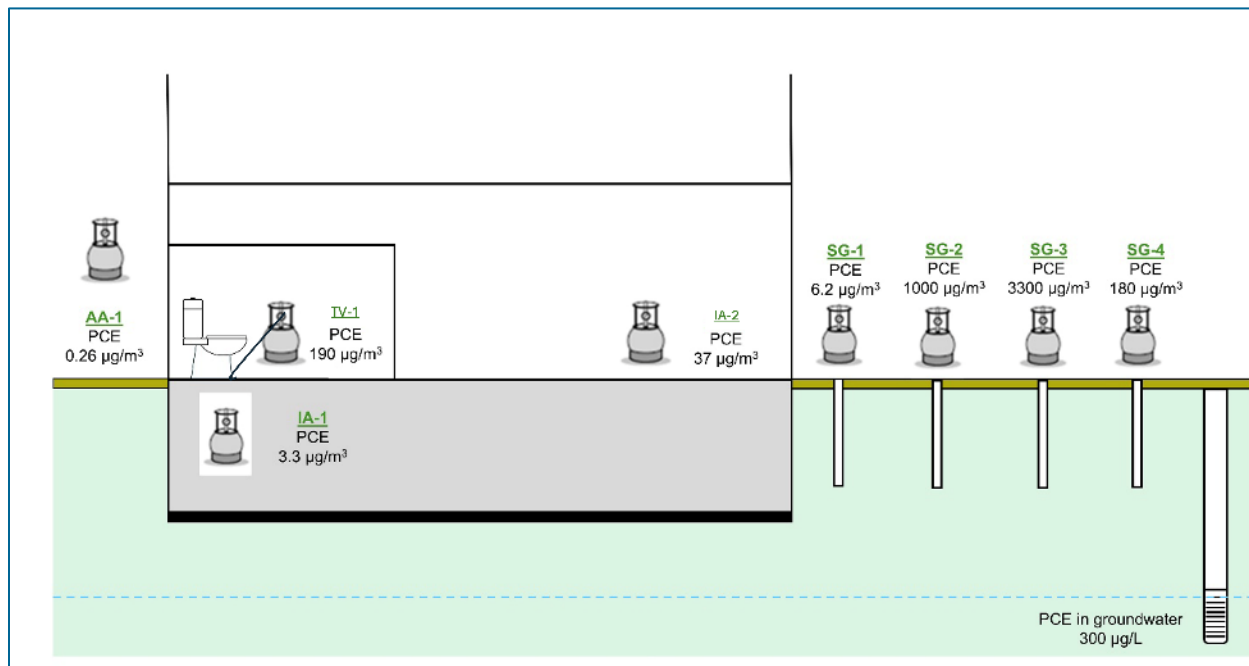 AA-1
PCE
0.26 µg/m³
TV-1
PCE
190 µg/m³
IA-1
PCE
3.3 µg/m³
IA-2
PCE
37 µg/m³
SG-1
PCE
6.2 µg/m³
SG-2
PCE
1000 µg/m³
SG-3
PCE
3300 µg/m³
SG-4
PCE
180 µg/m³
PCE in groundwater
300 µg/L